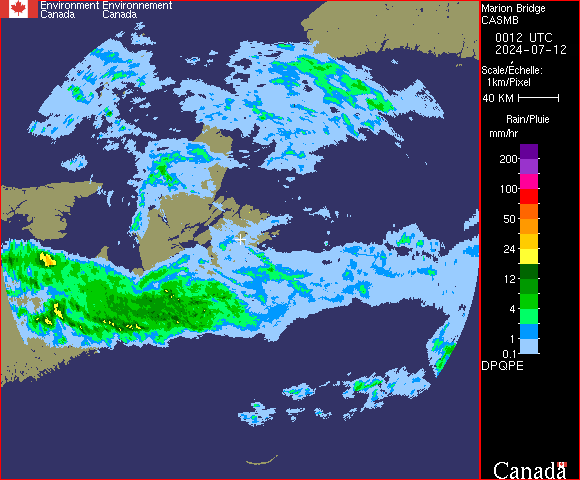 Environment Environnement
Canada Canada
Marion Bridge
CASMB
0012 UTC
2024-07-12
Scale/Échelle:
1km/Pixel
40 KM
Rain/Pluie
mm/hr
200
100
50
24
12
4
1
0.1
DPQPE
Canada